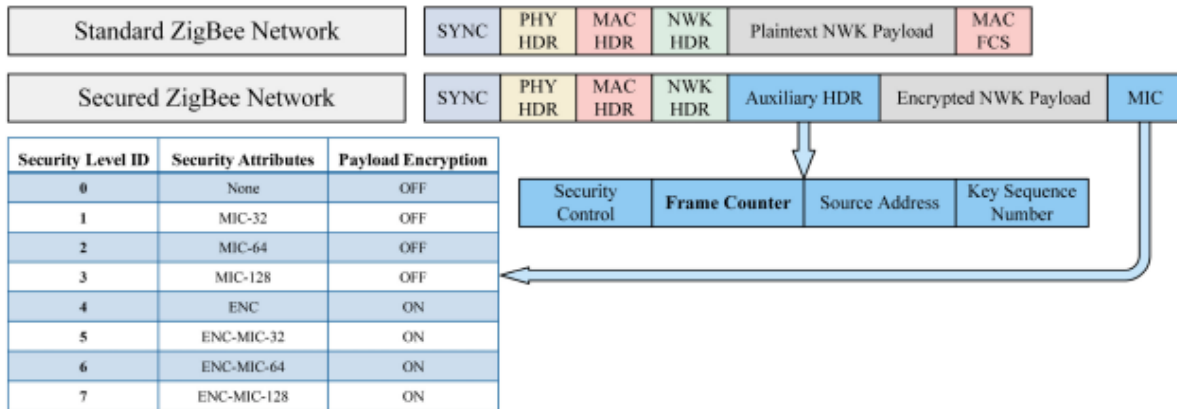 Standard ZigBee Network
SYNC
PHY
HDR
MAC
HDR
NWK
HDR
Plaintext NWK Payload
MAC
FCS
Secured ZigBee Network
SYNC
PHY
HDR
MAC
HDR
NWK
HDR
Auxiliary HDR
Encrypted NWK Payload
MIC
Security Level ID Security Attributes Payload Encryption
0 None OFF
1 MIC-32 OFF
2 MIC-64 OFF
3 MIC-128 OFF
4 ENC ON
5 ENC-MIC-32 ON
6 ENC-MIC-64 ON
7 ENC-MIC-128 ON
Security
Control
Frame Counter
Source Address
Key Sequence
Number